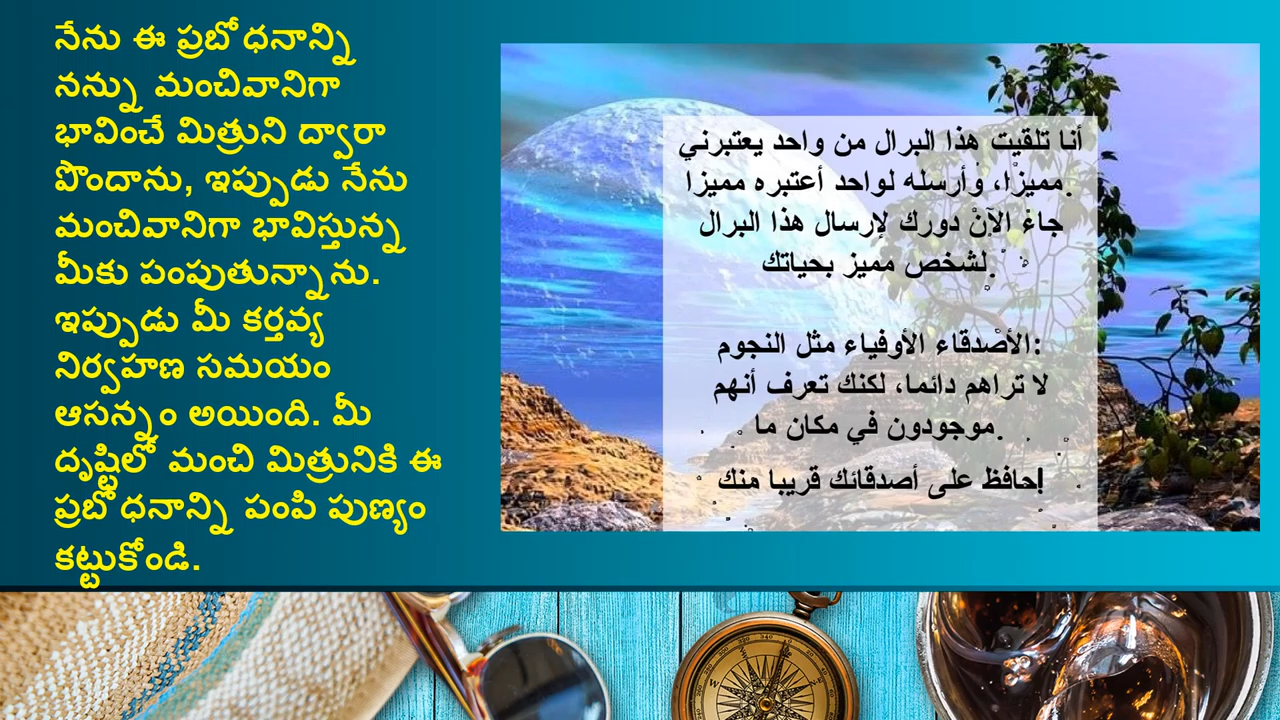 నేను ఈ ప్రబోధనాన్ని
నన్ను మంచివానిగా
భావించే మిత్రుని ద్వారా
పొందాను, ఇప్పుడు నేను
మంచివానిగా భావిస్తున్న
మీకు పంపుతున్నాను.
ఇప్పుడు మీ కర్తవ్య
నిర్వహణ సమయం
ఆసన్నం అయింది. మీ
దృష్టిలో మంచి మిత్రునికి ఈ
ప్రబోధనాన్ని పంపి పుణ్యం
కట్టుకోండి.
أنا تلقيت هذا البرال من واحد يعتبرني
مميزا، وأرسله لواحد أعتبره مميزا.
جاء الآن دورك لإرسال هذا البرال
لشخص مميز بحياتك.
الأصدقاء الأوفياء مثل النجوم:
لا تراهم دائما، لكنك تعرف أنهم
موجودون في مكان ما.
حافظ على أصدقائك قريبا منك!